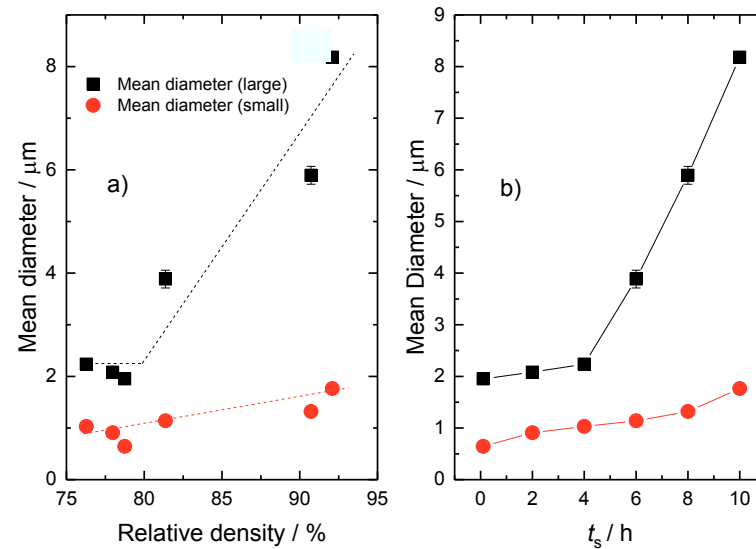 8
6
4
2
0
Mean diameter / μm
Mean diameter (large)
Mean diameter (small)
a)
75 80 85 90 95
Relative density / %
9
8
7
6
5
4
3
2
1
0
Mean Diameter / μm
b)
0 2 4 6 8 10
ts / h